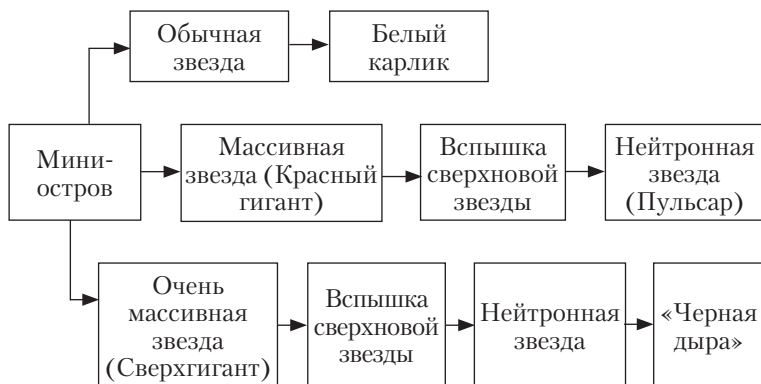 Обычная
звезда
Белый
карлик
Мини-
остров
Массивная
звезда (Красный
гигант)
Вспышка
сверхновой
звезды
Нейтронная
звезда
(Пульсар)
Очень
массивная
звезда
(Сверхгигант)
Вспышка
сверхновой
звезды
Нейтронная
звезда
«Черная
дыра»